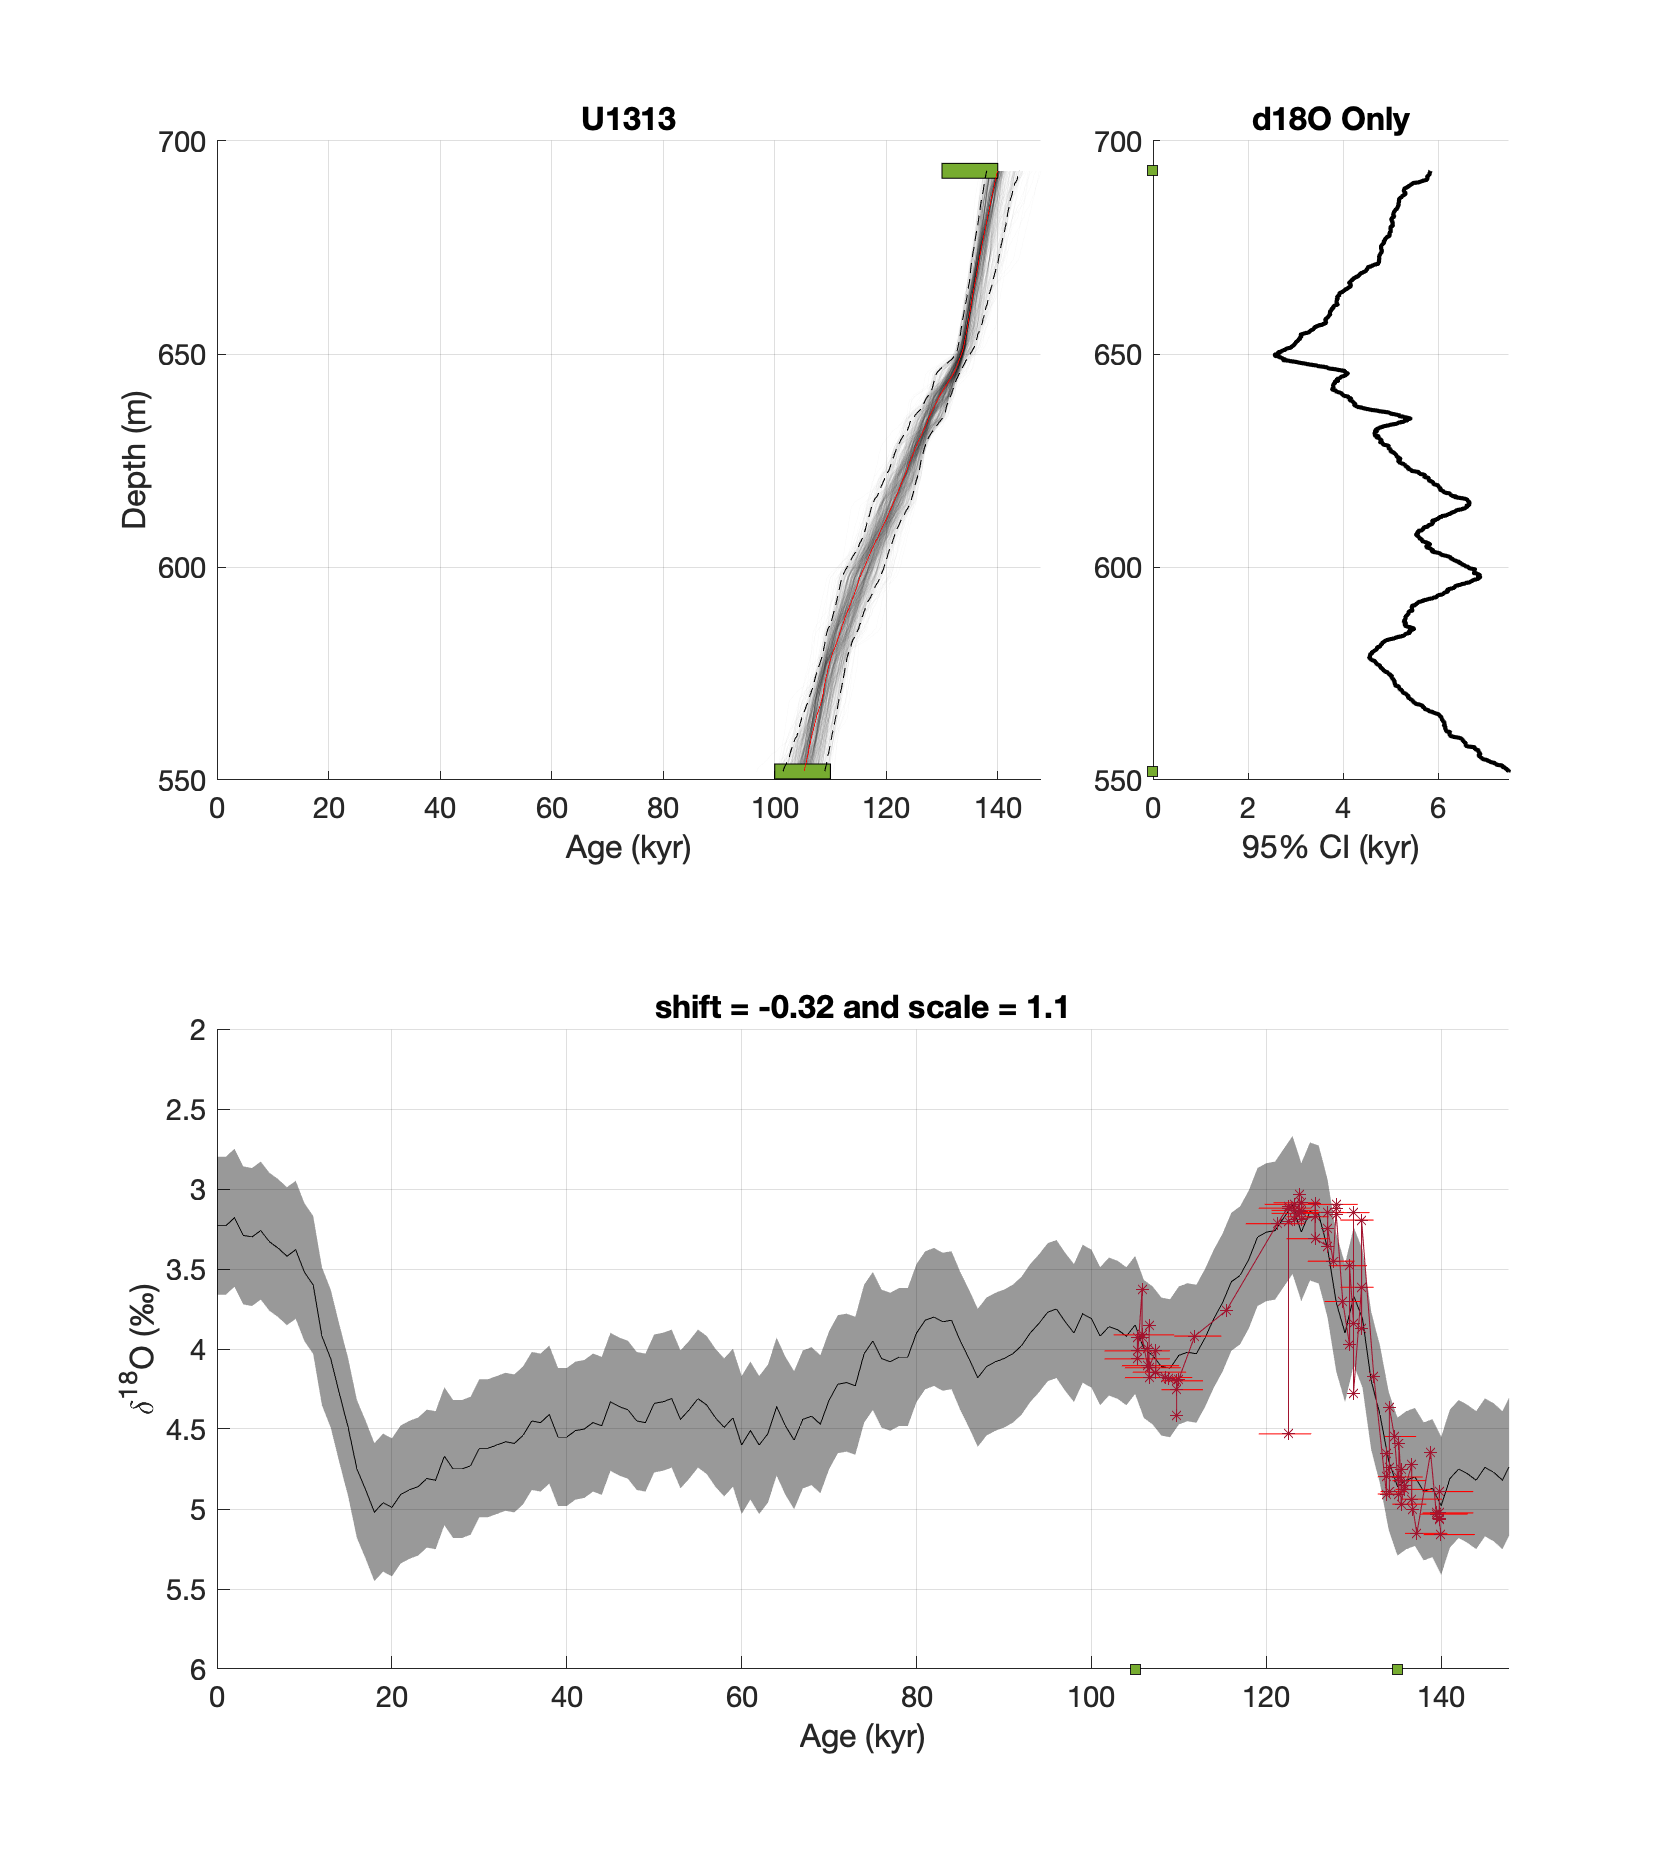 U1313
d18O Only
700
650
600
550
Depth (m)
0 20 40 60 80 100 120 140
Age (kyr)
700
650
600
550
0 2 4 6
95% CI (kyr)
shift = -0.32 and scale = 1.1
2
2.5
3
3.5
4
4.5
5
5.5
6
δ18O (‰)
0 20 40 60 80 100 120 140
Age (kyr)